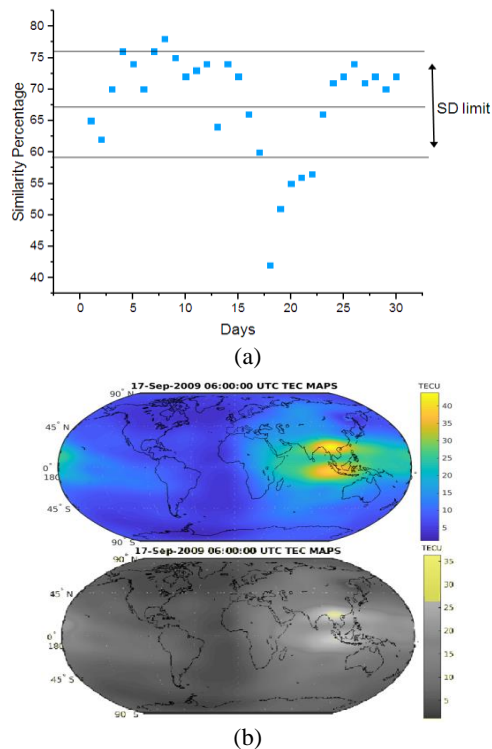 80
75
70
65
60
55
50
45
40
Similarity Percentage
SD limit
0 5 10 15 20 25 30
Days
(a)
17-Sep-2009 06:00:00 UTC TEC MAPS
TECU
90° N
45° N
0°
180°
45° S
90° S
40
35
30
25
20
15
10
5
17-Sep-2009 06:00:00 UTC TEC MAPS
TECU
90° N
45° N
0°
180°
45° S
90° S
35
30
25
20
15
10
5
(b)